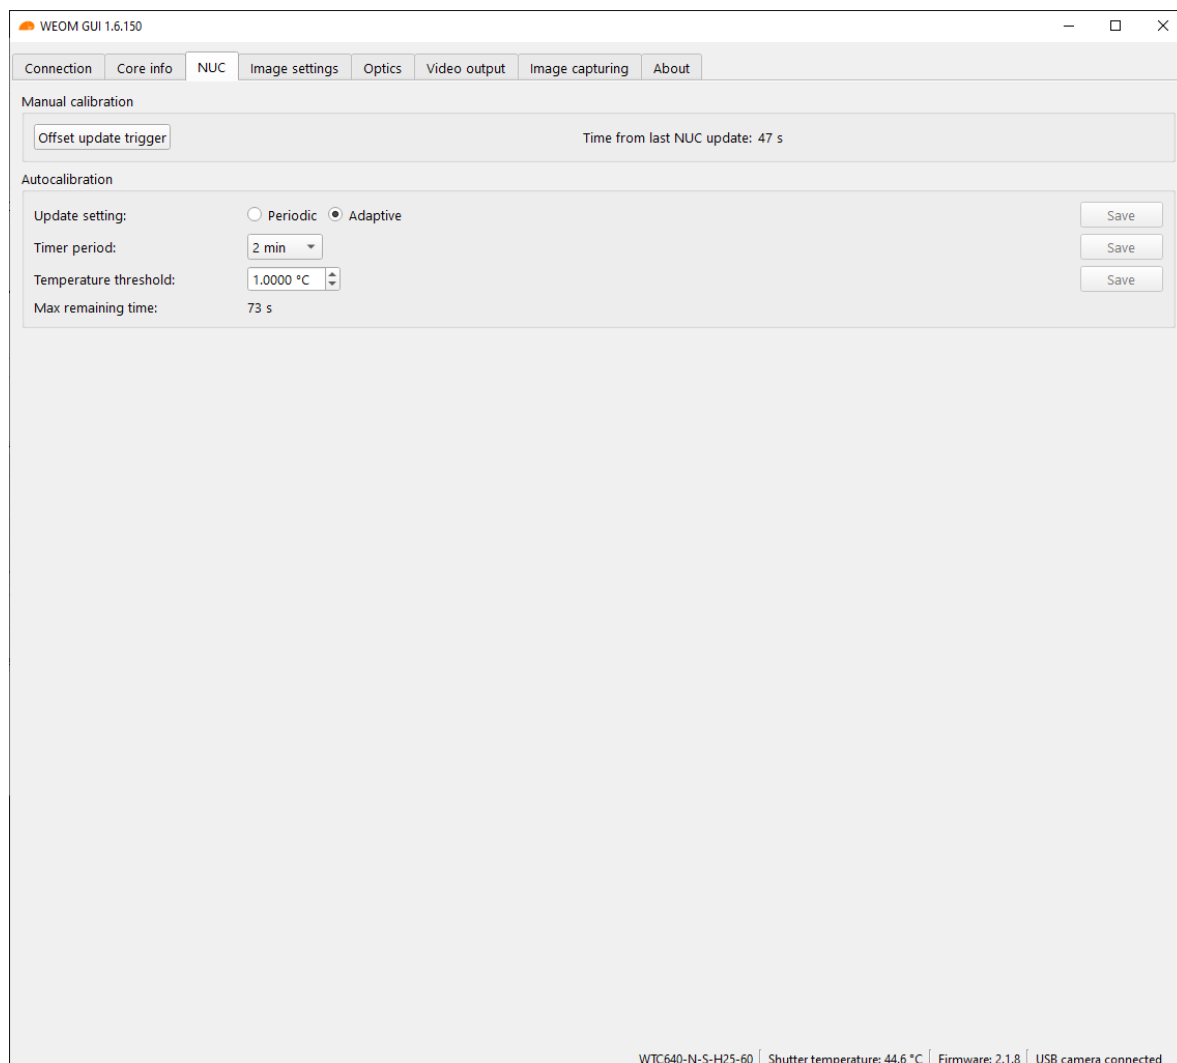 WEOM GUI 1.6.150
Connection Core info NUC Image settings Optics Video output Image capturing About
Manual calibration
Offset update trigger Time from last NUC update: 47 s
Autocalibration
Update setting: Periodic Adaptive Save
Timer period: 2 min Save
Temperature threshold: 1.0000 °C Save
Max remaining time: 73 s
WTC640-N-S-H25-60 Shutter temperature: 44.6 °C Firmware: 2.1.8 USB camera connected